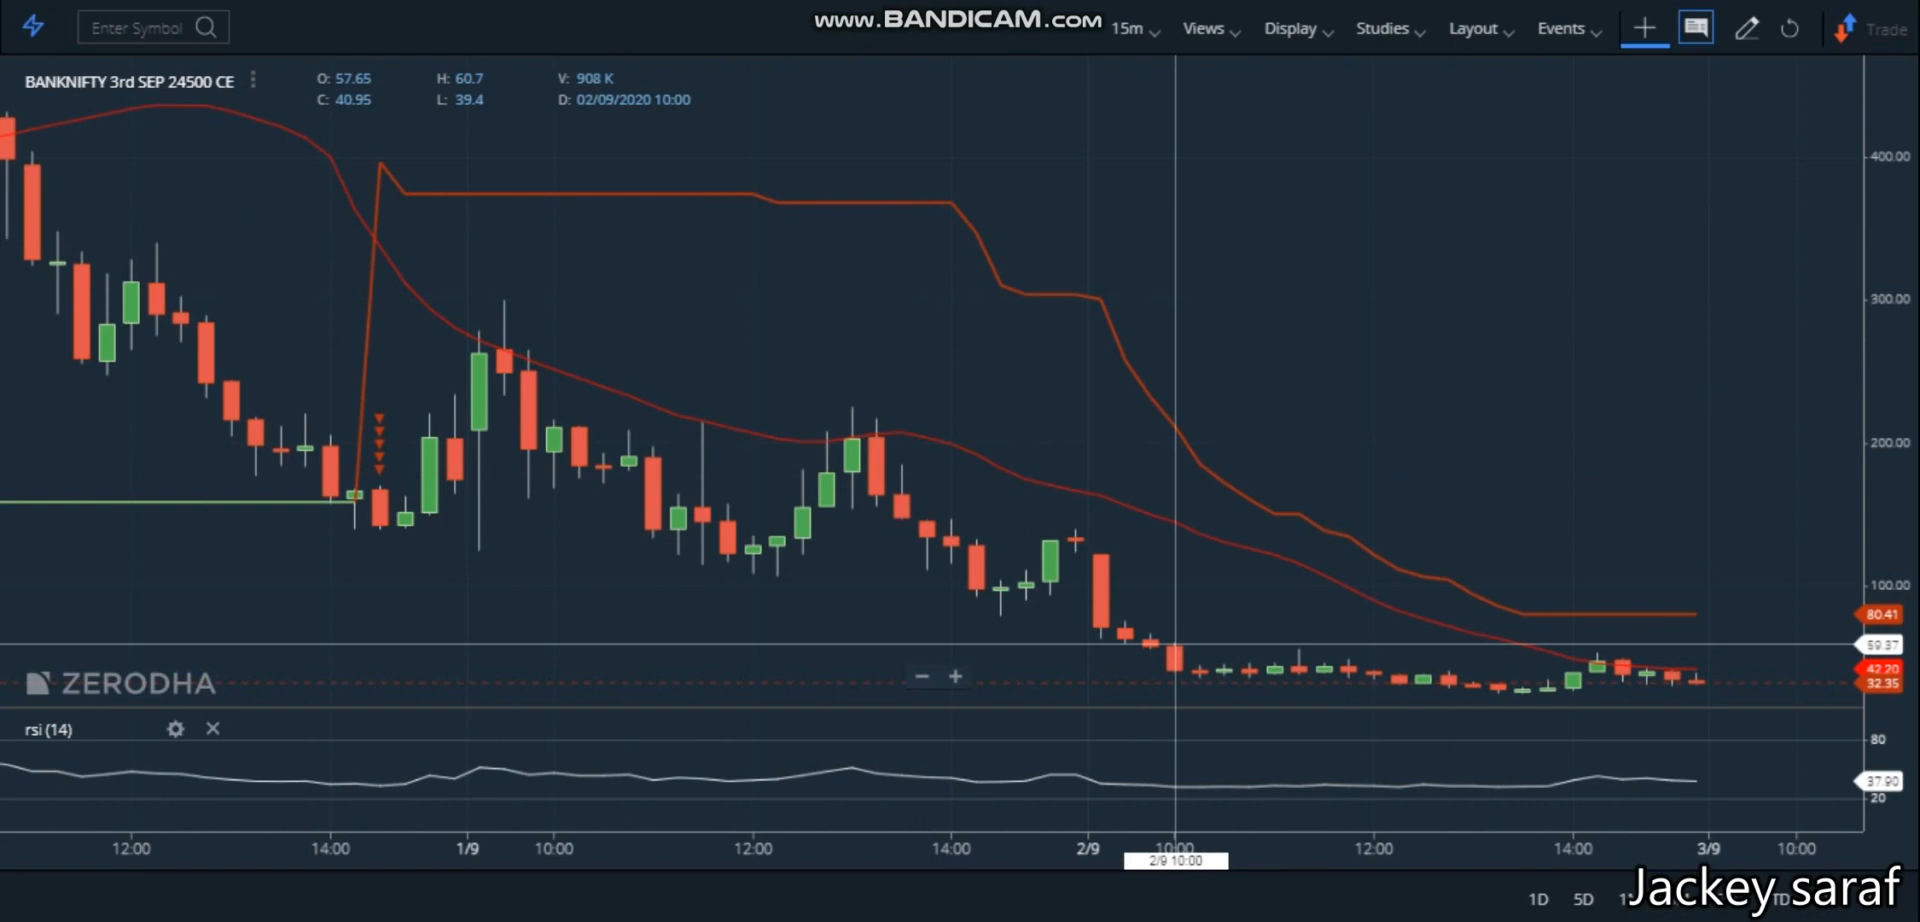 Enter Symbol
www.BANDICAM.com
15m Views Display Studies Layout Events Trade
BANKNIFTY 3rd SEP 24500 CE O: 57.65 H: 60.7 V: 908 K
C: 40.95 L: 39.4 D: 02/09/2020 10:00
400.00
300.00
200.00
100.00
80.41
59.37
42.20
32.35
ZERODHA
rsi (14)
80
37.90
20
12:00 14:00 1/9 10:00 12:00 14:00 2/9 10:00 12:00 14:00 3/9 10:00
2/9 10:00
1D 5D
Jackey saraf